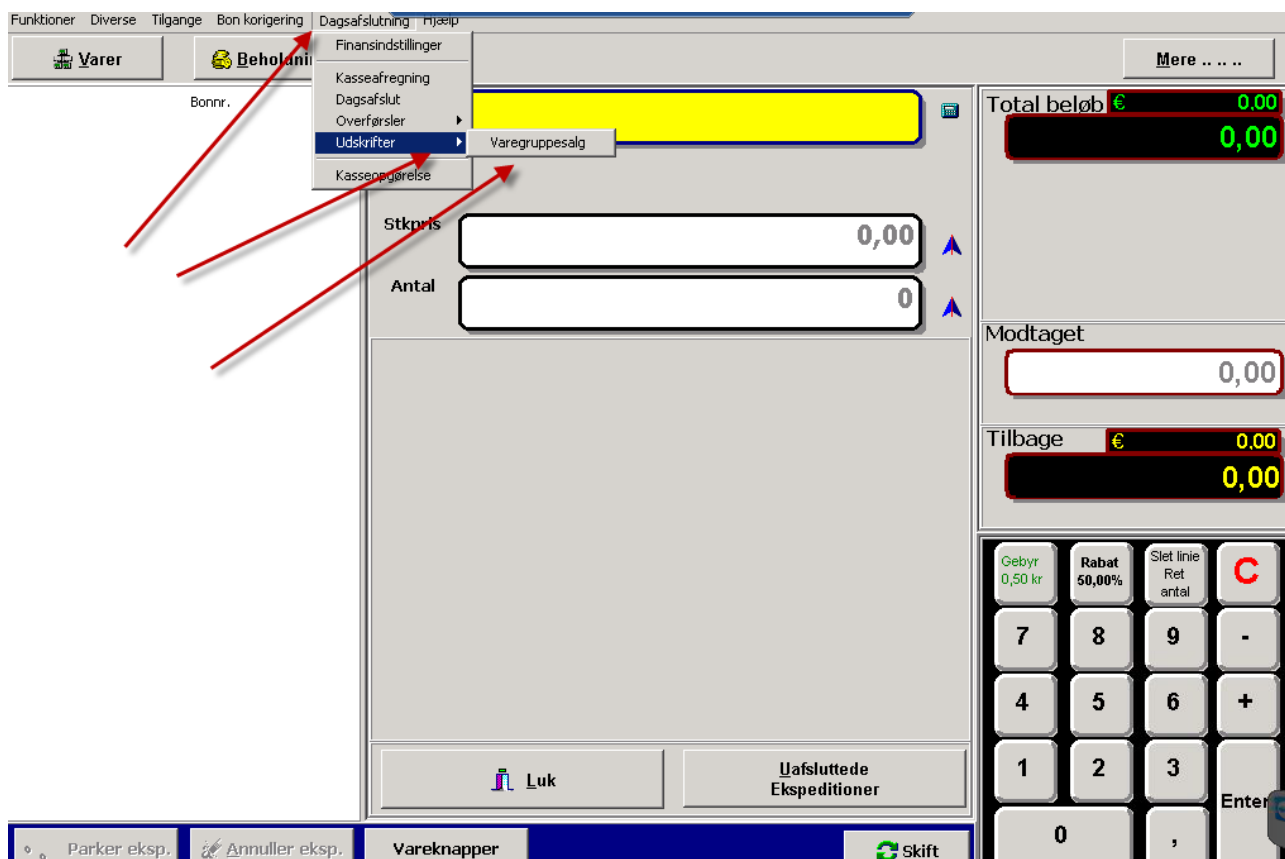 Funktioner Diverse Tilgange Bon korigering Dagsafslutning Hjælp
Varer
Mere .. .. ..
Finansindstillinger
Kasseafregning
Dagsafslut
Overførsler
Udskrifter
Varegruppesalg
Kasseopgørelse
Bonnr.
Stkpris
0,00
Antal
0
Total beløb € 0,00
0,00
Modtaget
0,00
Tilbage € 0,00
0,00
Gebyr
0,50 kr
Rabat
50,00%
Slet linie
Ret
antal
C
7 8 9 -
4 5 6 +
1 2 3
Enter
0 ,
Luk
Uafsluttede
Ekspeditioner
Parker eksp. Annuller eksp. Vareknapper Skift